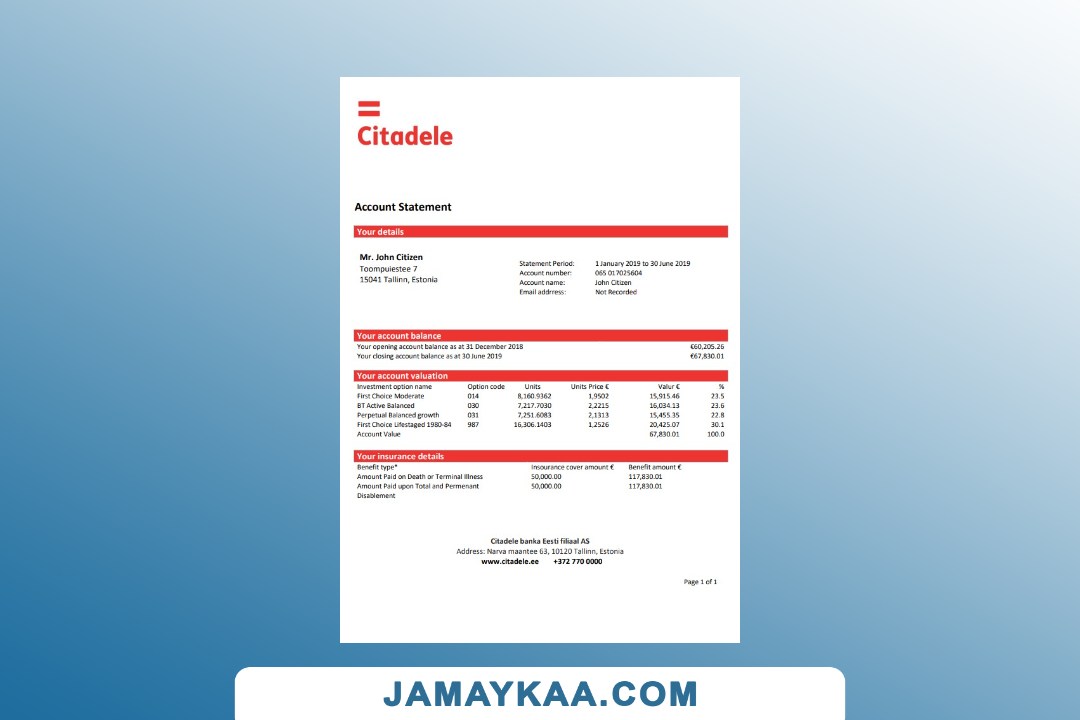 Citadele
Account Statement
Your details
Mr. John Citizen
Toompuiestee 7
15041 Tallinn, Estonia
Statement Period: 1 January 2019 to 30 June 2019
Account number: 065 017025604
Account name: John Citizen
Email addrress: Not Recorded
Your account balance
Your opening account balance as at 31 December 2018 €60,205.26
Your closing account balance as at 30 June 2019 €67,830.01
Your account valuation
Investment option name Option code Units Units Price € Valur € %
First Choice Moderate 014 8,160.9362 1,9502 15,915.46 23.5
BT Active Balanced 030 7,217.7030 2,2215 16,034.13 23.6
Perpetual Balanced growth 031 7,251.6083 2,1313 15,455.35 22.8
First Choice Lifestaged 1980-84 987 16,306.1403 1,2526 20,425.07 30.1
Account Value 67,830.01 100.0
Your insurance details
Benefit type* Insourance cover amount € Benefit amount €
Amount Paid on Death or Terminal Illness 50,000.00 117,830.01
Amount Paid upon Total and Permenant 50,000.00 117,830.01
Disablement
Citadele banka Eesti filiaal AS
Address: Narva maantee 63, 10120 Tallinn, Estonia
www.citadele.ee +372 770 0000
Page 1 of 1
JAMAYKAA.COM